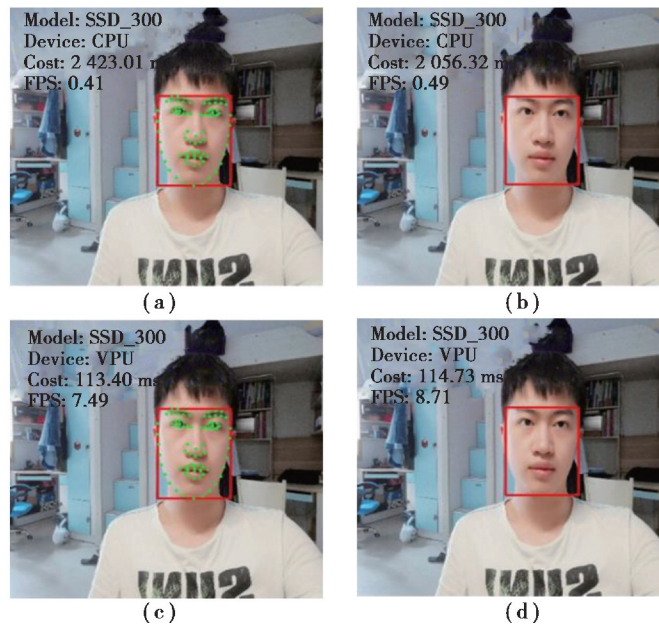 Model: SSD_300
Device: CPU
Cost: 2 423.01 m
FPS: 0.41
(a)
Model: SSD_300
Device: CPU
Cost: 2 056.32 ms
FPS: 0.49
(b)
Model: SSD_300
Device: VPU
Cost: 113.40 ms
FPS: 7.49
(c)
Model: SSD_300
Device: VPU
Cost: 114.73 ms
FPS: 8.71
(d)